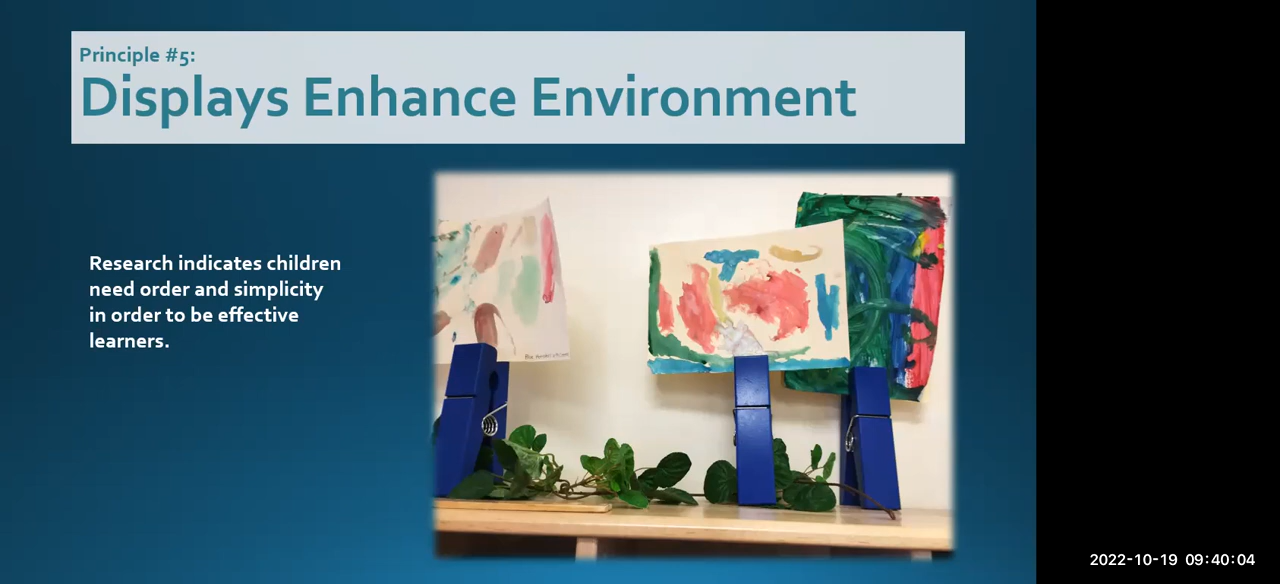 Principle #5:
Displays Enhance Environment
Research indicates children
need order and simplicity
in order to be effective
learners.
2022-10-19 09:40:04